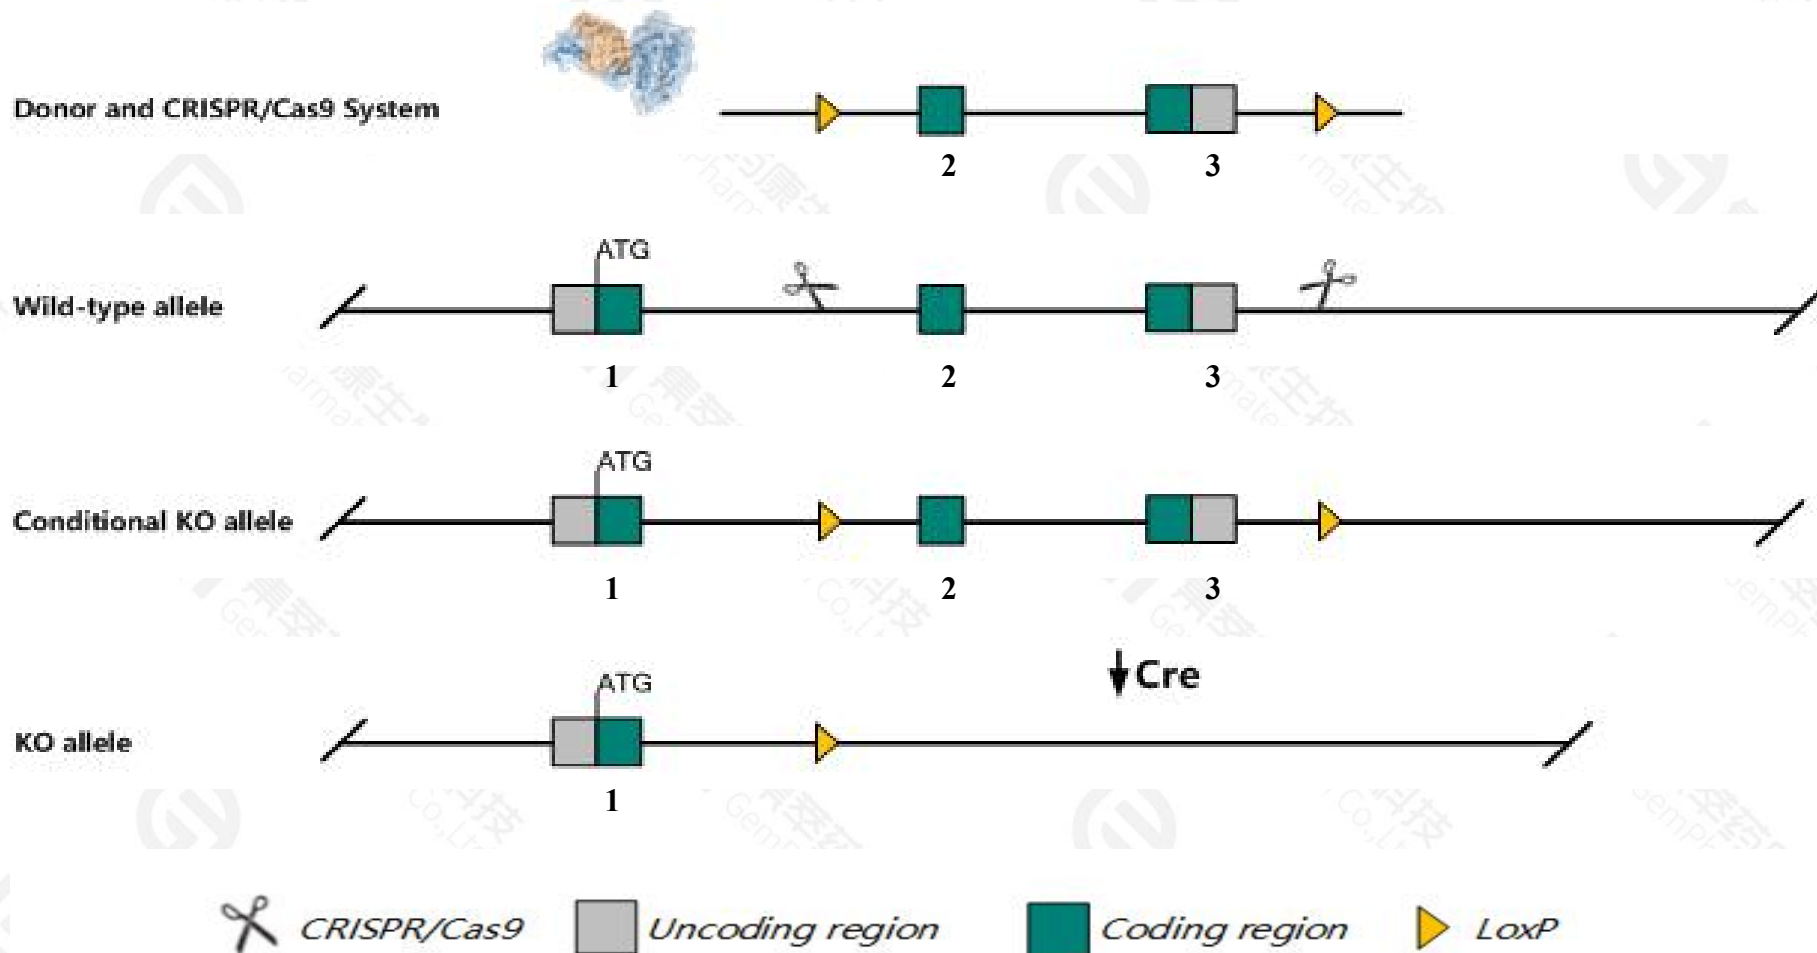 Donor and CRISPR/Cas9 System
2 3
ATG
Wild-type allele
1 2 3
ATG
Conditional KO allele
1 2 3
Cre
ATG
KO allele
1
CRISPR/Cas9 Uncoding region Coding region LoxP